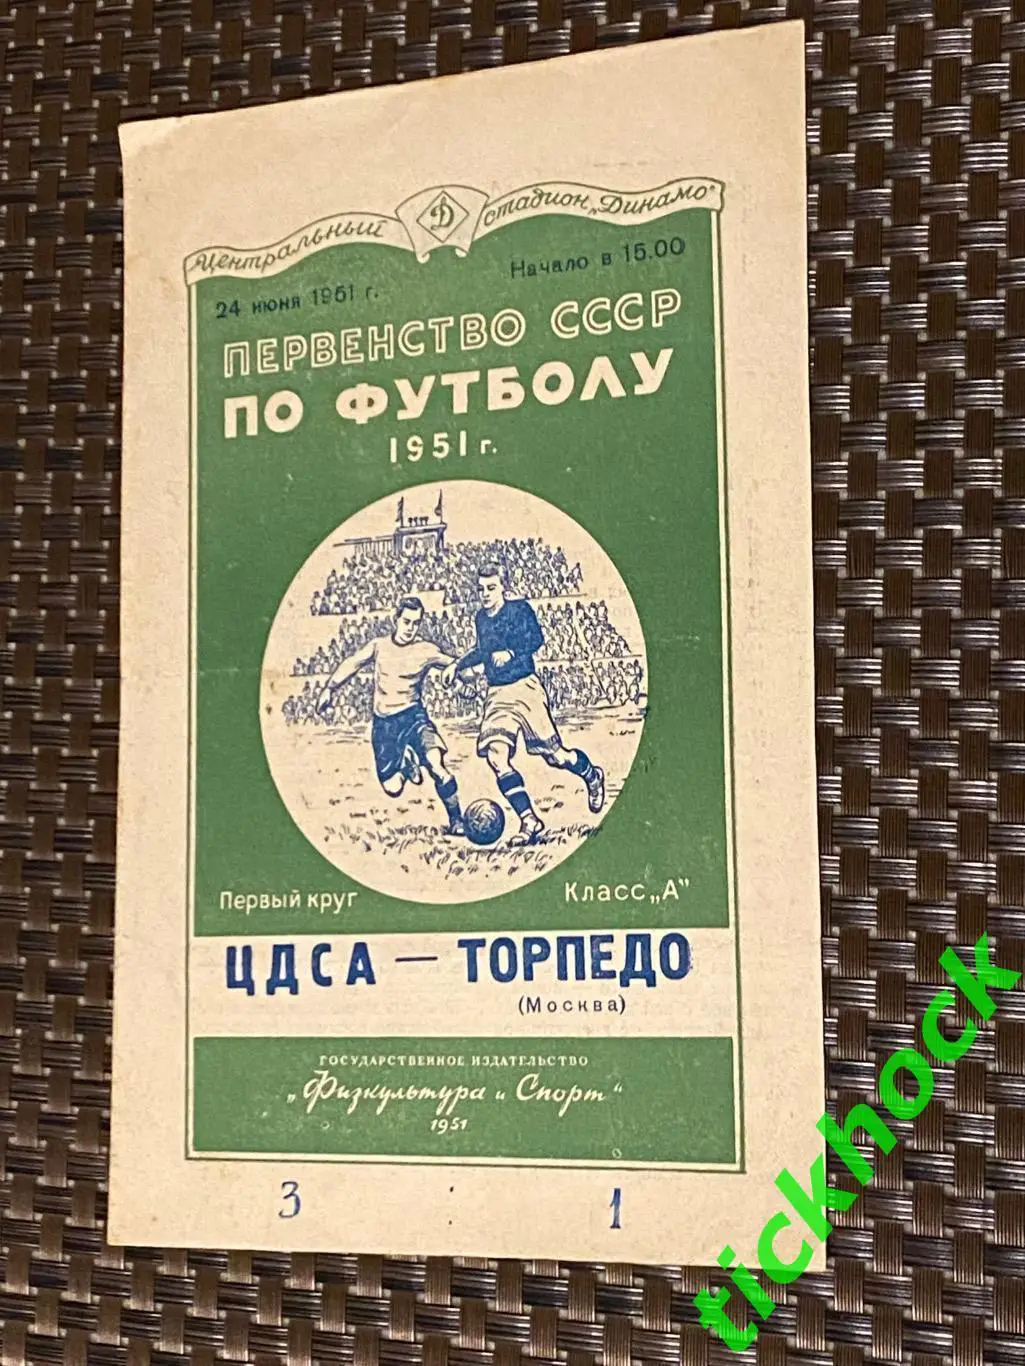 Центральный стадион „Динамо"
Д
24 июня 1951 г.
Начало в 15.00
ПЕРВЕНСТВО СССР
ПО ФУТБОЛУ
1951 г.
Первый круг
Класс „А"
ЦДСА — ТОРПЕДО
(Москва)
ГОСУДАРСТВЕННОЕ ИЗДАТЕЛЬСТВО
„Физкультура и Спорт"
1951
3 : 1
tickhock